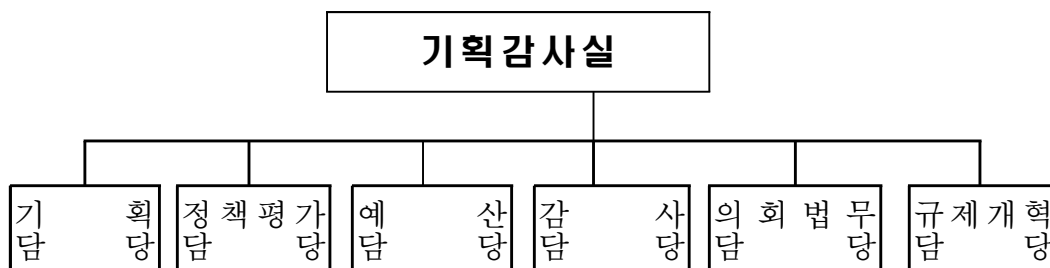 기획감사실
기 획
담 당
정책평가
담 당
예 산
담 당
감 사
담 당
의회법무
담 당
규제개혁
담 당